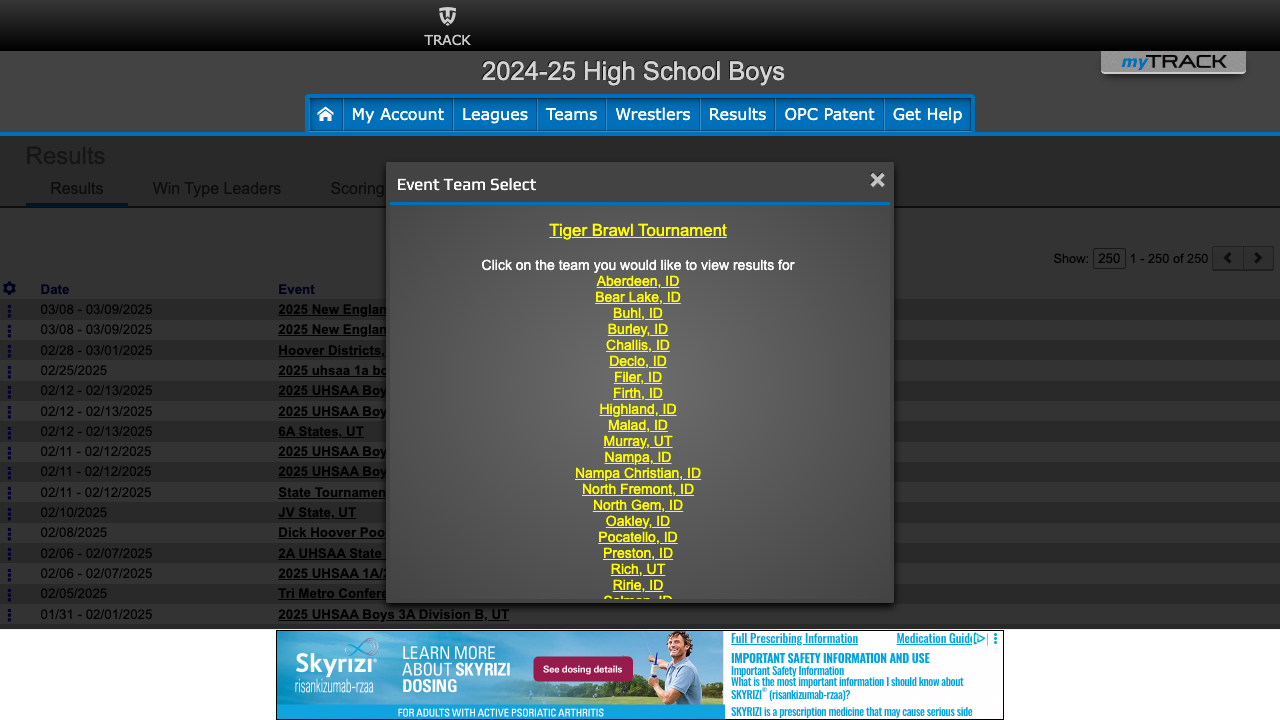 TRACK
2024-25 High School Boys
myTRACK
My Account Leagues Teams Wrestlers Results OPC Patent Get Help
Results
Results Win Type Leaders Scoring
Event Team Select
Tiger Brawl Tournament
Click on the team you would like to view results for
Aberdeen, ID
Bear Lake, ID
Buhl, ID
Burley, ID
Challis, ID
Declo, ID
Filer, ID
Firth, ID
Highland, ID
Malad, ID
Murray, UT
Nampa, ID
Nampa Christian, ID
North Fremont, ID
North Gem, ID
Oakley, ID
Pocatello, ID
Preston, ID
Rich, UT
Ririe, ID
Salmon, ID
Show: 250 1 - 250 of 250
Date Event
03/08 - 03/09/2025 2025 New Englan
03/08 - 03/09/2025 2025 New Englan
02/28 - 03/01/2025 Hoover Districts,
02/25/2025 2025 uhsaa 1a bo
02/12 - 02/13/2025 2025 UHSAA Boy
02/12 - 02/13/2025 2025 UHSAA Boy
02/12 - 02/13/2025 6A States, UT
02/11 - 02/12/2025 2025 UHSAA Boy
02/11 - 02/12/2025 2025 UHSAA Boy
02/11 - 02/12/2025 State Tournamen
02/10/2025 JV State, UT
02/08/2025 Dick Hoover Poo
02/06 - 02/07/2025 2A UHSAA State
02/06 - 02/07/2025 2025 UHSAA 1A/2
02/05/2025 Tri Metro Confere
01/31 - 02/01/2025 2025 UHSAA Boys 3A Division B, UT
Skyrizi®
risankizumab-rzaa
LEARN MORE
ABOUT SKYRIZI
DOSING
See dosing details
FOR ADULTS WITH ACTIVE PSORIATIC ARTHRITIS
Full Prescribing Information Medication Guid
IMPORTANT SAFETY INFORMATION AND USE
Important Safety Information
What is the most important information I should know about
SKYRIZI® (risankizumab-rzaa)?
SKYRIZI is a prescription medicine that may cause serious side